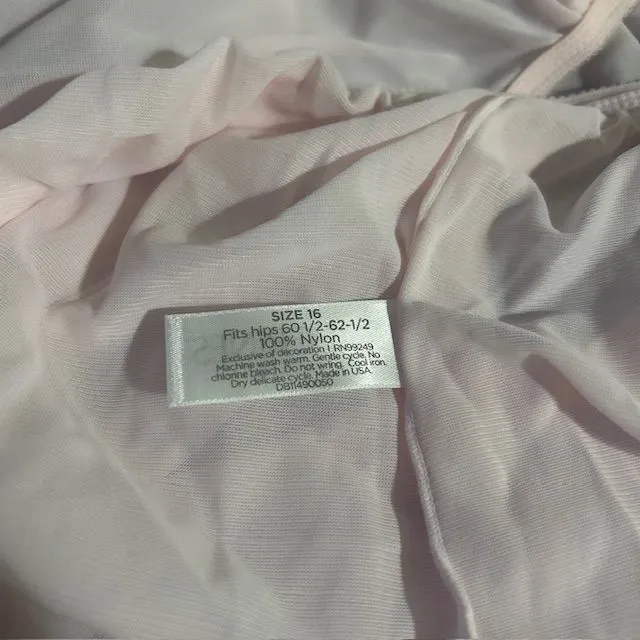 SIZE 16
Fits hips 60 1/2-62-1/2
100% Nylon
Exclusive of decoration | RN99249
Machine wash warm. Gentle cycle. No
chlorine bleach. Do not wring. Cool iron.
Dry delicate cycle. Made in USA
DB11490050